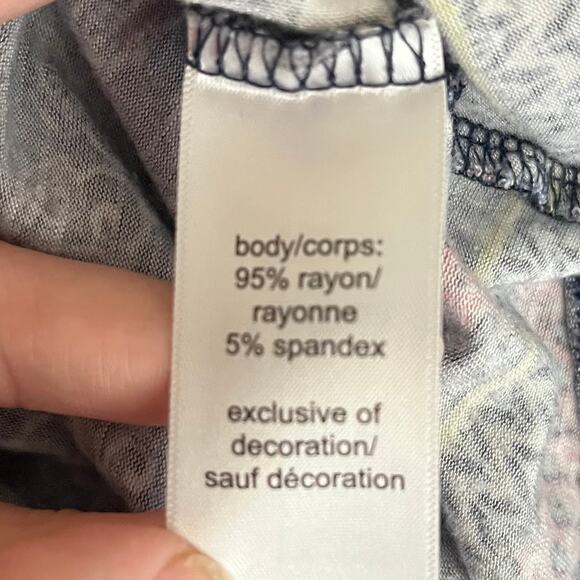 body/corps:
95% rayon/
rayonne
5% spandex
exclusive of
decoration/
sauf décoration